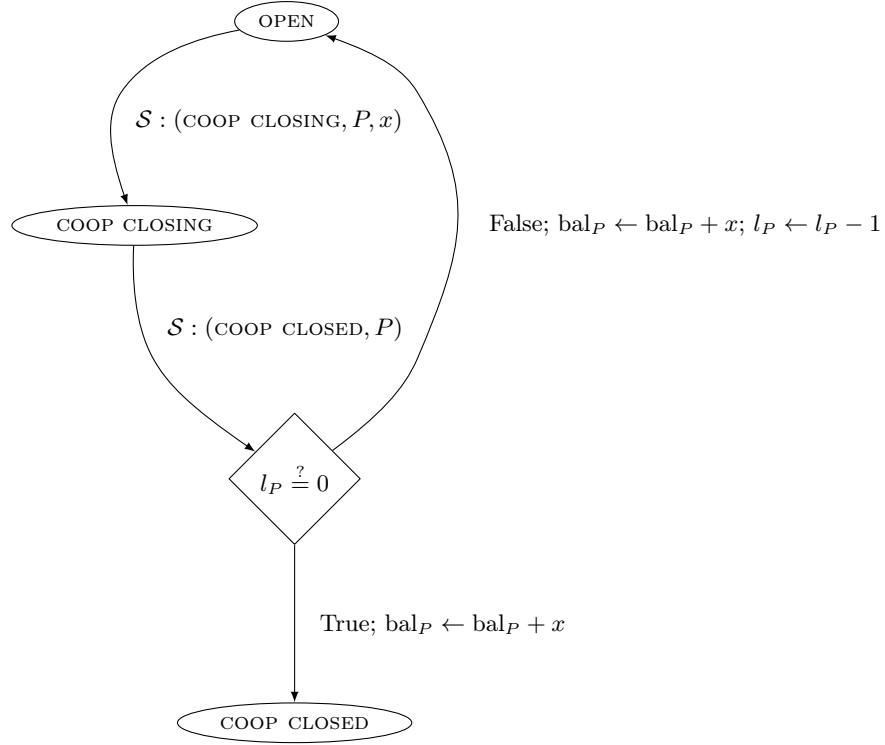 OPEN
𝒮 : (COOP CLOSING, P, x)
COOP CLOSING
False; bal_P ← bal_P + x; l_P ← l_P − 1
𝒮 : (COOP CLOSED, P)
l_P ≟ 0
True; bal_P ← bal_P + x
COOP CLOSED